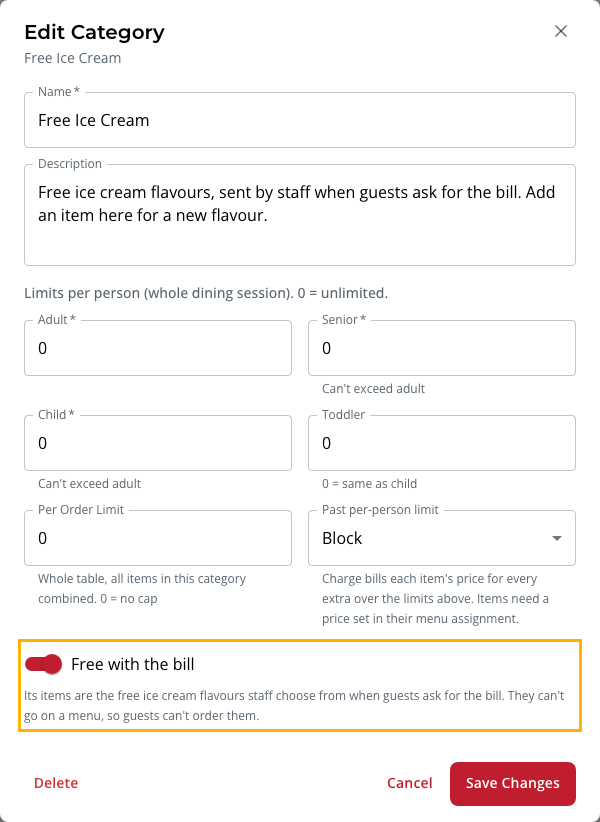 Edit Category
Free Ice Cream
Name *
Free Ice Cream
Description
Free ice cream flavours, sent by staff when guests ask for the bill. Add
an item here for a new flavour.
Limits per person (whole dining session). 0 = unlimited.
Adult *
0
Senior *
0
Can't exceed adult
Child *
0
Can't exceed adult
Toddler
0
0 = same as child
Per Order Limit
0
Whole table, all items in this category
combined. 0 = no cap
Past per-person limit
Block
Charge bills each item's price for every
extra over the limits above. Items need a
price set in their menu assignment.
Free with the bill
Its items are the free ice cream flavours staff choose from when guests ask for the bill. They can't
go on a menu, so guests can't order them.
Delete
Cancel
Save Changes